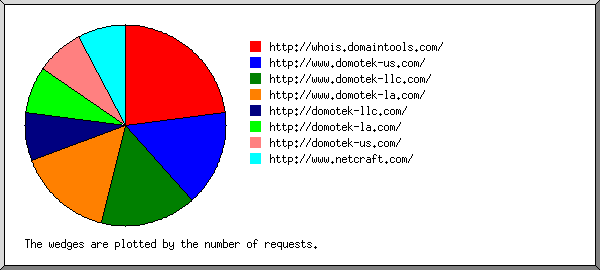 http://whois.domaintools.com/
http://www.domotek-us.com/
http://www.domotek-llc.com/
http://www.domotek-la.com/
http://domotek-llc.com/
http://domotek-la.com/
http://domotek-us.com/
http://www.netcraft.com/
The wedges are plotted by the number of requests.